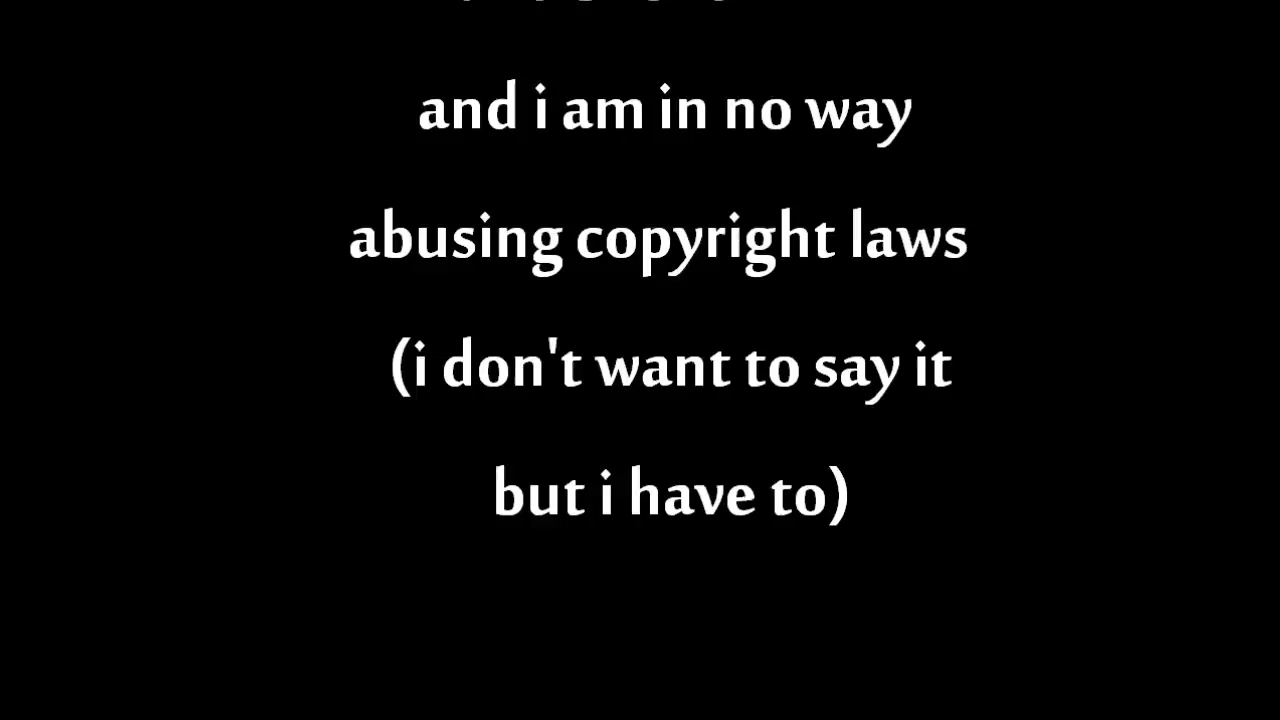 and i am in no way
abusing copyright laws
(i don't want to say it
but i have to)